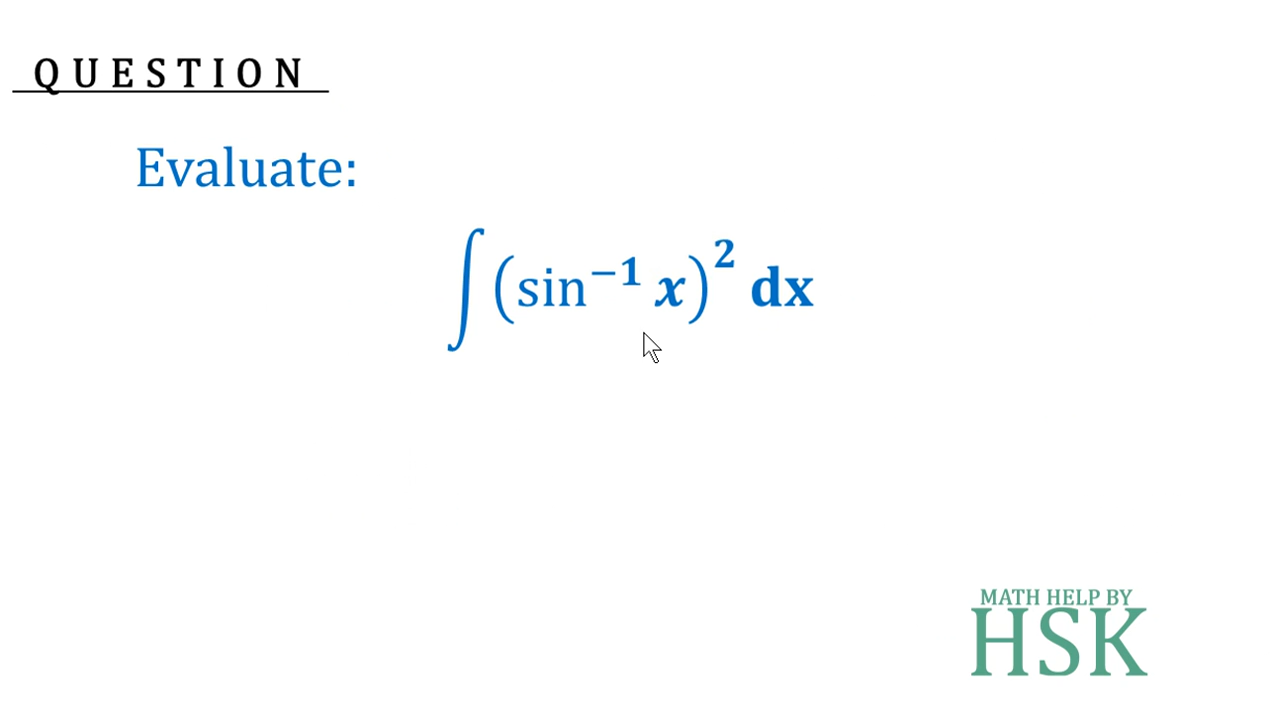 QUESTION
Evaluate:
∫(sin⁻¹ x)² dx
MATH HELP BY
HSK